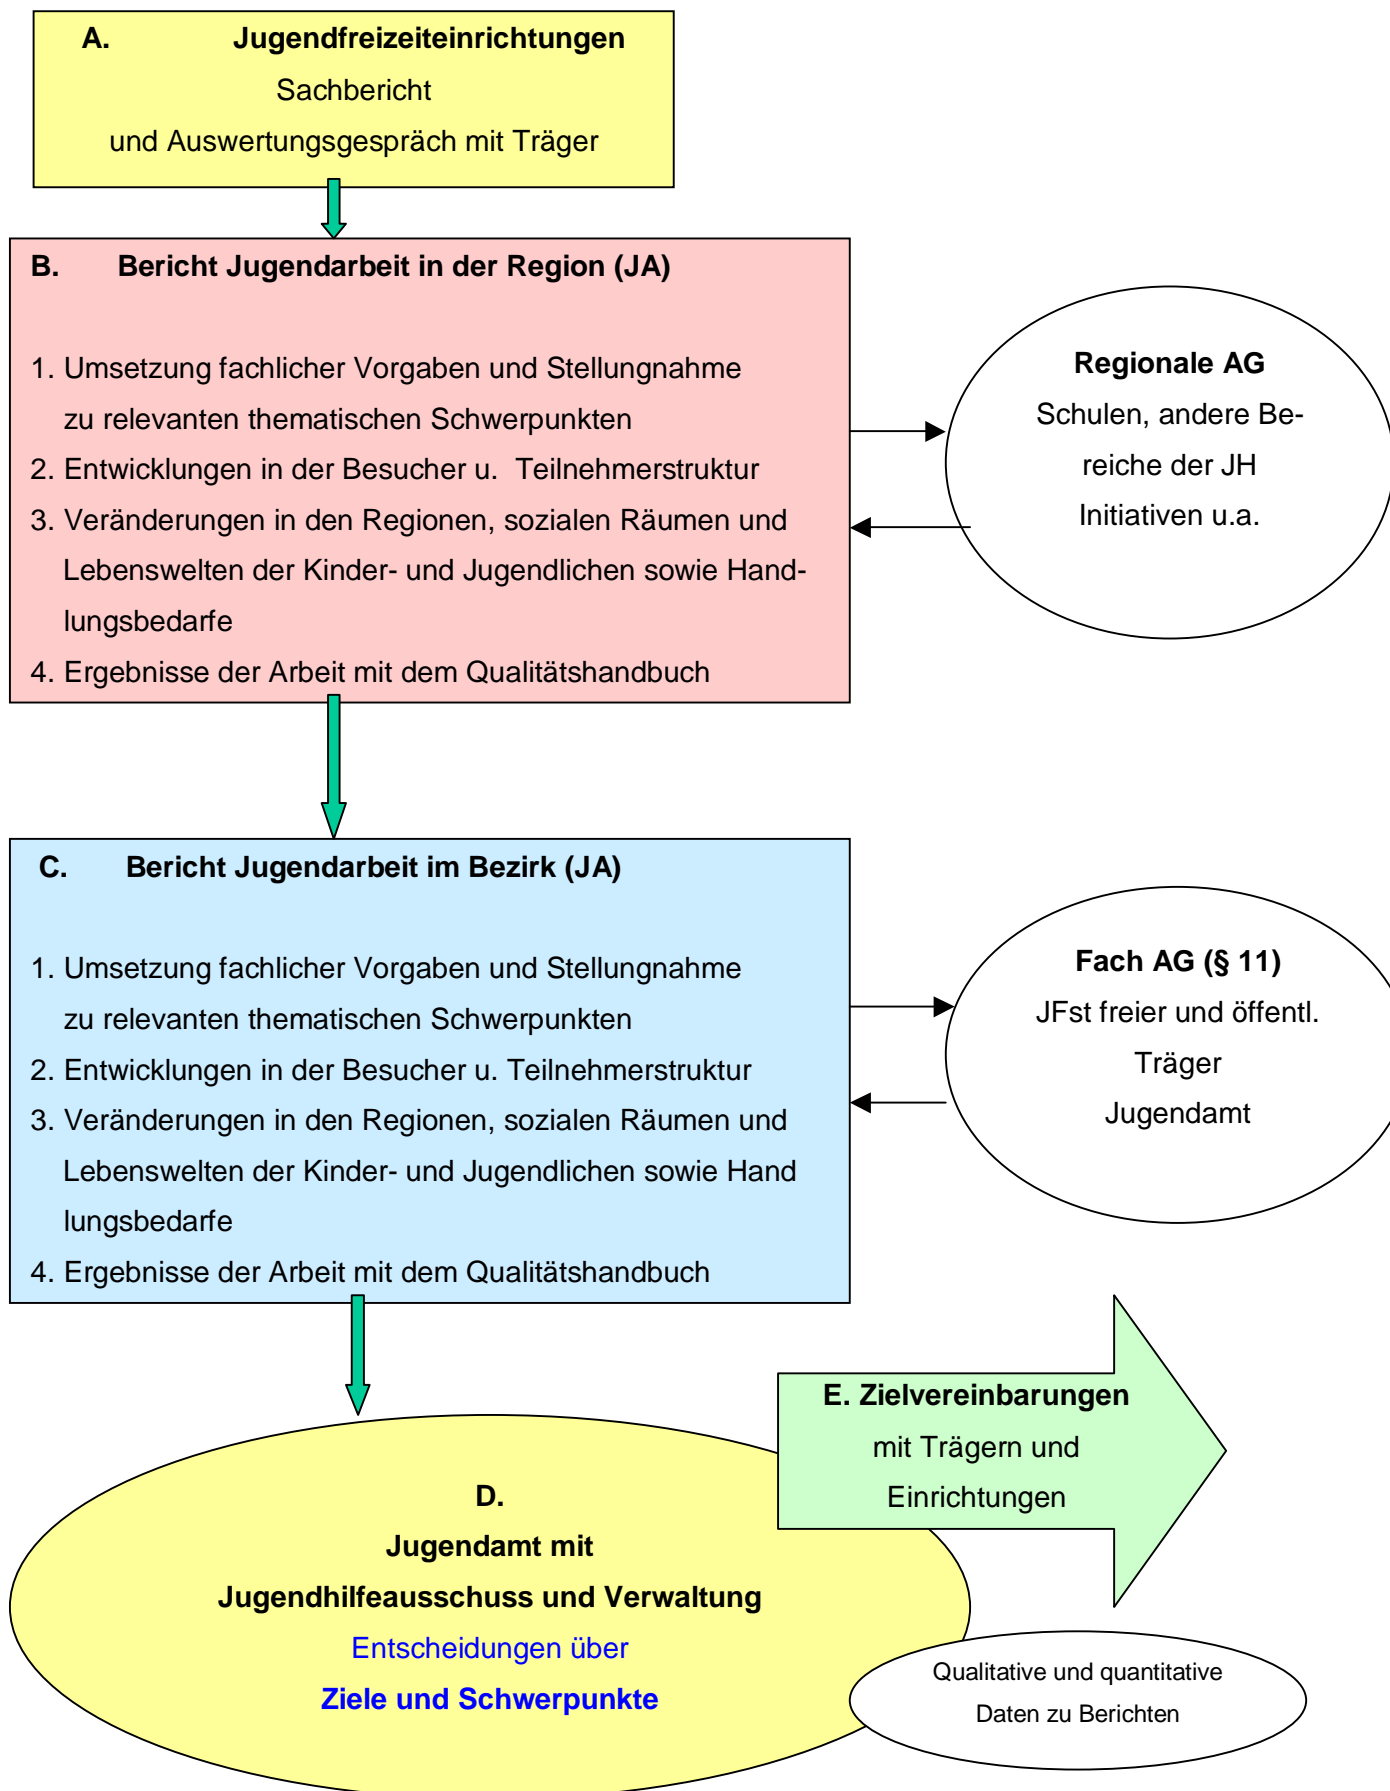 A. Jugendfreizeiteinrichtungen
Sachbericht
und Auswertungsgespräch mit Träger
B. Bericht Jugendarbeit in der Region (JA)
1. Umsetzung fachlicher Vorgaben und Stellungnahme
zu relevanten thematischen Schwerpunkten
2. Entwicklungen in der Besucher u. Teilnehmerstruktur
3. Veränderungen in den Regionen, sozialen Räumen und
Lebenswelten der Kinder- und Jugendlichen sowie Hand-
lungsbedarfe
4. Ergebnisse der Arbeit mit dem Qualitätshandbuch
Regionale AG
Schulen, andere Be-
reiche der JH
Initiativen u.a.
C. Bericht Jugendarbeit im Bezirk (JA)
1. Umsetzung fachlicher Vorgaben und Stellungnahme
zu relevanten thematischen Schwerpunkten
2. Entwicklungen in der Besucher u. Teilnehmerstruktur
3. Veränderungen in den Regionen, sozialen Räumen und
Lebenswelten der Kinder- und Jugendlichen sowie Hand
lungsbedarfe
4. Ergebnisse der Arbeit mit dem Qualitätshandbuch
Fach AG (§ 11)
JFst freier und öffentl.
Träger
Jugendamt
E. Zielvereinbarungen
mit Trägern und
Einrichtungen
D.
Jugendamt mit
Jugendhilfeausschuss und Verwaltung
Entscheidungen über
Ziele und Schwerpunkte
Qualitative und quantitative
Daten zu Berichten